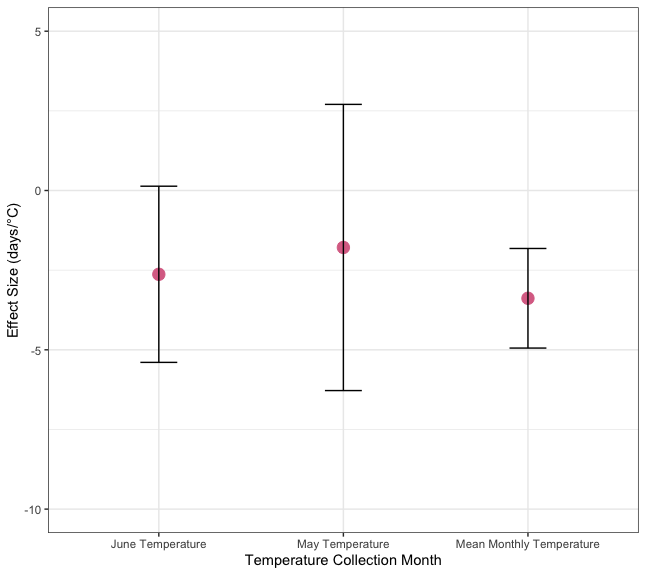 5
0
-5
-10
Effect Size (days/°C)
June Temperature
May Temperature
Mean Monthly Temperature
Temperature Collection Month